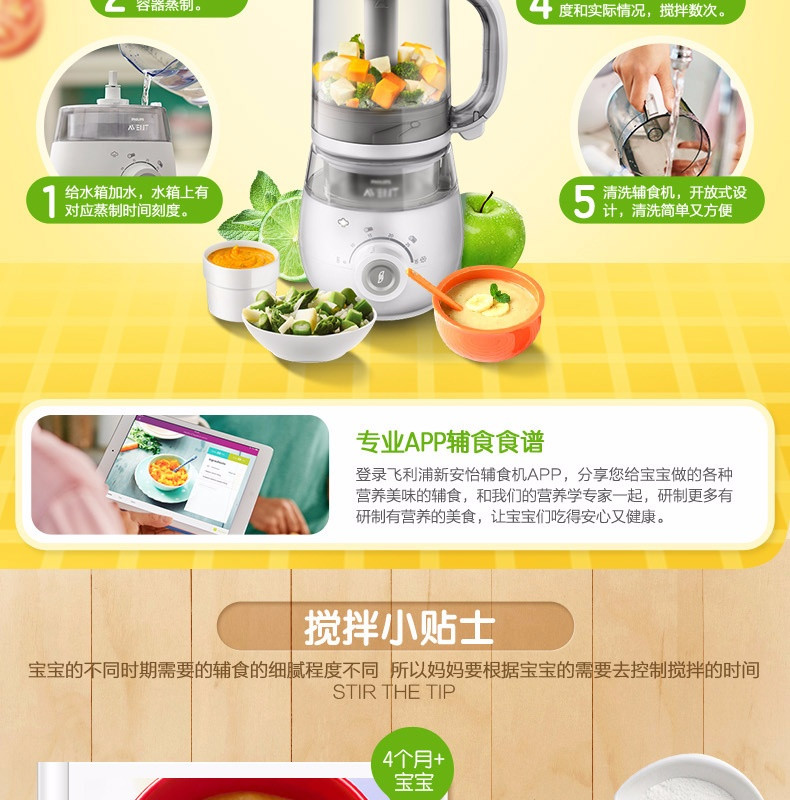 2
容器蒸制。
4
度和实际情况，搅拌数次。
PHILIPS
AVENT
1
给水箱加水，水箱上有
对应蒸制时间刻度。
AVENT
5
清洗辅食机，开放式设
计，清洗简单又方便
专业APP辅食食谱
登录飞利浦新安怡辅食机APP，分享您给宝宝做的各种
营养美味的辅食，和我们的营养学专家一起，研制更多有
研制有营养的美食，让宝宝们吃得安心又健康。
搅拌小贴士
宝宝的不同时期需要的辅食的细腻程度不同 所以妈妈要根据宝宝的需要去控制搅拌的时间
STIR THE TIP
4个月+
宝宝